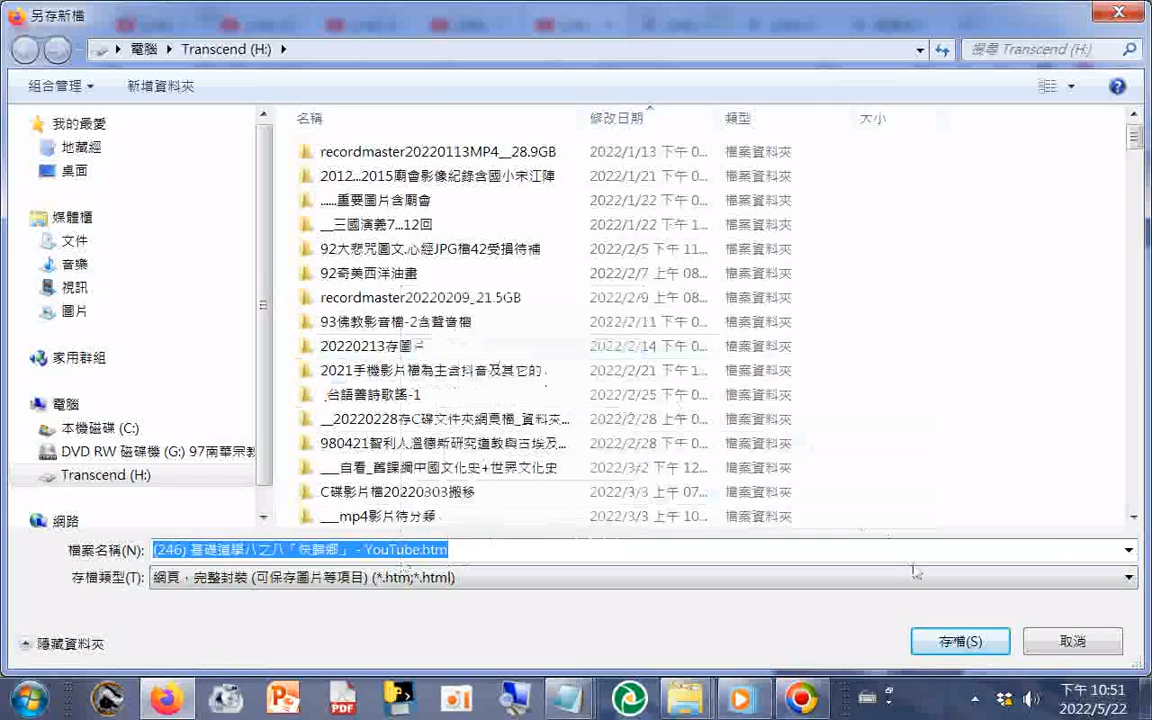 另存新檔
電腦 ▸ Transcend (H:) ▸
搜尋 Transcend (H:)
組合管理 新增資料夾
名稱 修改日期 類型 大小
我的最愛
地藏經
桌面
媒體櫃
文件
音樂
視訊
圖片
家用群組
電腦
本機磁碟 (C:)
DVD RW 磁碟機 (G:) 97南華宗教
Transcend (H:)
網路
recordmaster20220113MP4__28.9GB 2022/1/13 下午 0... 檔案資料夾
2012...2015廟會影像紀錄含國小宋江陣 2022/1/21 下午 0... 檔案資料夾
......重要圖片含廟會 2022/1/22 下午 0... 檔案資料夾
__三國演義7...12回 2022/1/22 下午 1... 檔案資料夾
92大悲咒圖文.心經JPG檔42受損待補 2022/2/5 下午 11... 檔案資料夾
92奇美西洋油畫 2022/2/7 上午 08... 檔案資料夾
recordmaster20220209_21.5GB 2022/2/9 上午 08... 檔案資料夾
93佛教影音檔-2含聲音檔 2022/2/11 下午 0... 檔案資料夾
20220213存圖片 2022/2/14 下午 0... 檔案資料夾
2021手機影片檔為主含抖音及其它的. 2022/2/21 下午 1... 檔案資料夾
_台語善詩歌謠-1 2022/2/25 下午 0... 檔案資料夾
__20220228存C碟文件夾網頁檔_資料夾... 2022/2/28 上午 0... 檔案資料夾
980421智利人溫德斯研究道教與古埃及... 2022/2/28 下午 0... 檔案資料夾
___自看_舊課綱中國文化史+世界文化史 2022/3/2 下午 12... 檔案資料夾
C碟影片檔20220303搬移 2022/3/3 上午 07... 檔案資料夾
___mp4影片待分類 2022/3/3 上午 10... 檔案資料夾
檔案名稱(N): (246) 基礎道學八之八「快歸鄉」 - YouTube.htm
存檔類型(T): 網頁，完整封裝 (可保存圖片等項目) (*.htm;*.html)
隱藏資料夾
存檔(S) 取消
下午 10:51
2022/5/22